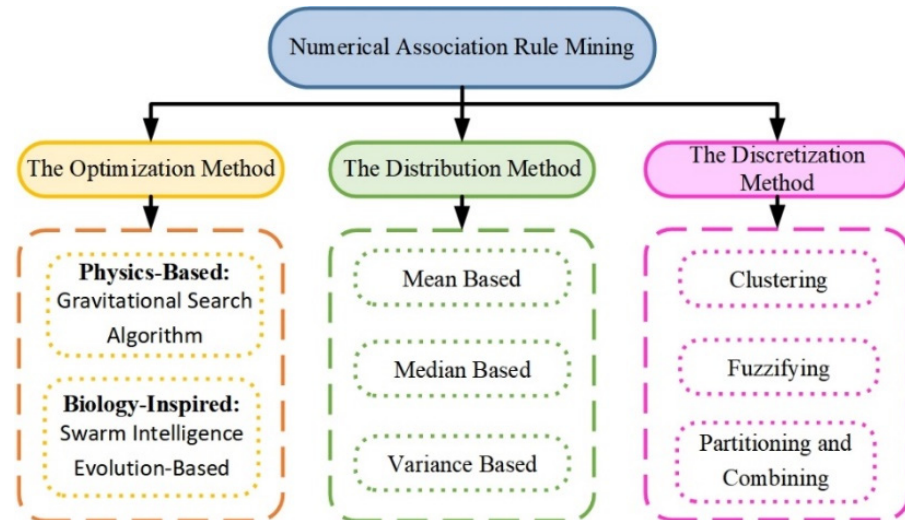 Numerical Association Rule Mining
The Optimization Method
The Distribution Method
The Discretization
Method
Physics-Based:
Gravitational Search
Algorithm
Biology-Inspired:
Swarm Intelligence
Evolution-Based
Mean Based
Median Based
Variance Based
Clustering
Fuzzifying
Partitioning and
Combining